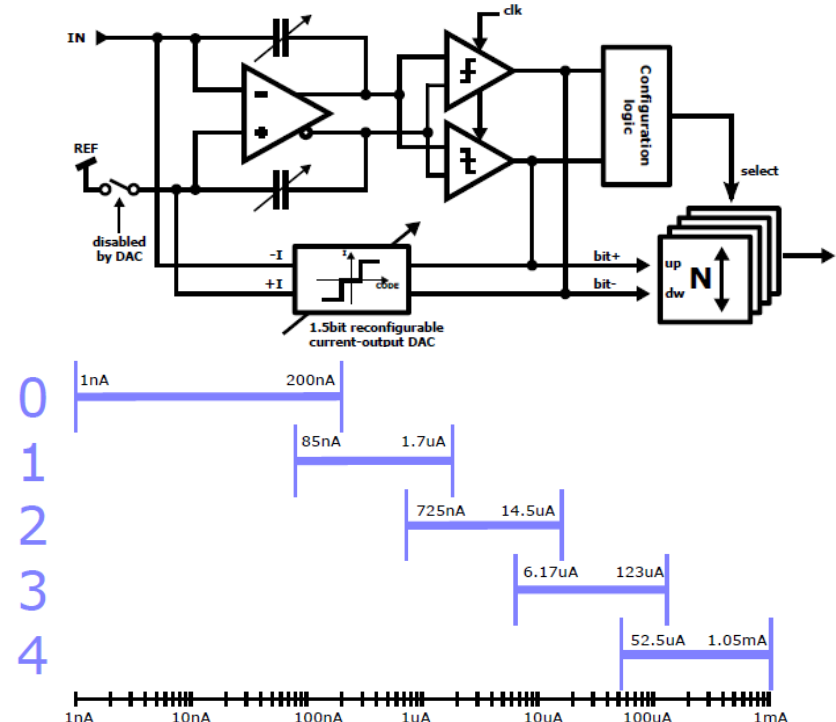 clk
IN
Configuration
logic
REF
select
disabled
by DAC
-I
+I
I
CODE
bit+
bit-
up
dw
N
1.5bit reconfigurable
current-output DAC
0
1nA 200nA
1
85nA 1.7uA
2
725nA 14.5uA
3
6.17uA 123uA
4
52.5uA 1.05mA
1nA 10nA 100nA 1uA 10uA 100uA 1mA